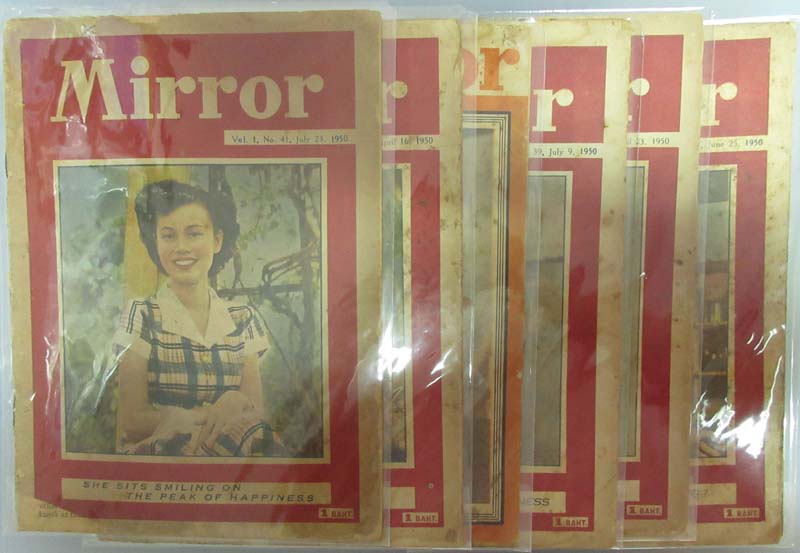 Mirror
Vol. 1, No. 41, July 23, 1950
SHE SITS SMILING ON
THE PEAK OF HAPPINESS
1 BAHT.
r
pril 16, 1950
1 BAHT.
or
r
39, July 9, 1950
NESS
1 BAHT.
r
23, 1950
1 BAHT.
r
, June 25, 1950
1 BAHT.